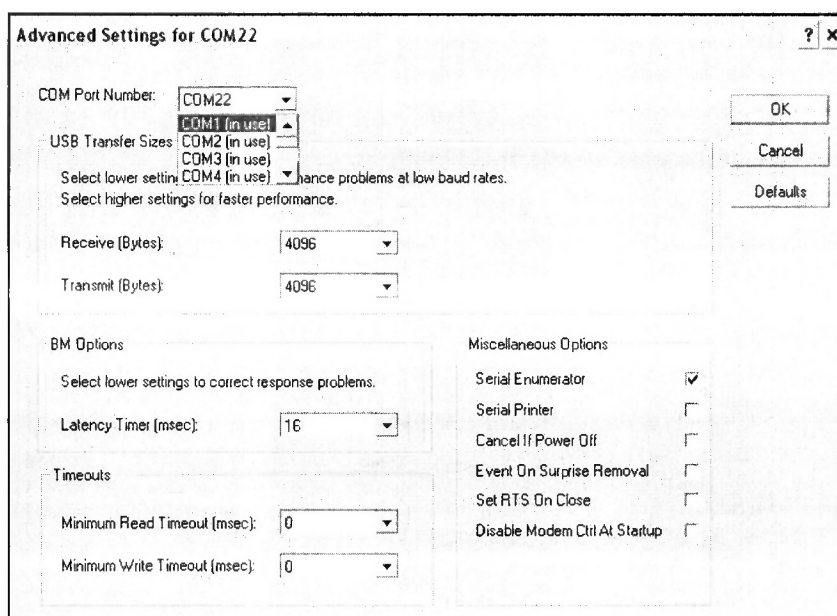 Advanced Settings for COM22
? ×
COM Port Number:
COM22
COM1 (in use)
COM2 (in use)
COM3 (in use)
COM4 (in use)
OK
Cancel
Defaults
USB Transfer Sizes
Select lower settin ance problems at low baud rates.
Select higher settings for faster performance.
Receive (Bytes):
4096
Transmit (Bytes):
4096
BM Options
Select lower settings to correct response problems.
Latency Timer (msec):
16
Timeouts
Minimum Read Timeout (msec):
0
Minimum Write Timeout (msec):
0
Miscellaneous Options
Serial Enumerator
Serial Printer
Cancel If Power Off
Event On Surprise Removal
Set RTS On Close
Disable Modem Ctrl At Startup